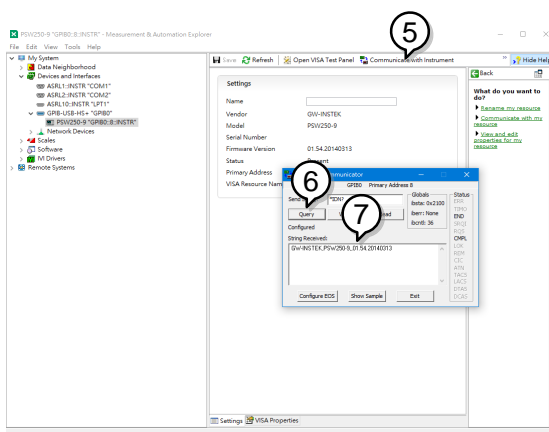 PSW250-9 "GPIB0::8::INSTR" - Measurement & Automation Explorer
File Edit View Tools Help
My System
Data Neighborhood
Devices and Interfaces
ASRL1::INSTR "COM1"
ASRL2::INSTR "COM2"
ASRL10::INSTR "LPT1"
GPIB-USB-HS+ "GPIB0"
PSW250-9 "GPIB0::8::INSTR"
Network Devices
Scales
Software
IVI Drivers
Remote Systems
Save Refresh Open VISA Test Panel Communicate with Instrument Hide Help
5
Settings
Name
Vendor GW-INSTEK
Model PSW250-9
Serial Number
Firmware Version 01.54.20140313
Status Present
Primary Address
VISA Resource Nam
Back
What do you want to do?
Rename my resource
Communicate with my resource
View and edit properties for my resource
6
7
GPIB0 Primary Address 8
Send *IDN?
Query
Configured
String Received:
GW-INSTEK,PSW250-9,,01.54.20140313
Globals
ibsta: 0x2100
iberr: None
ibcntl: 36
Status
ERR
TIMO
END
SRQI
RQS
CMPL
LOK
REM
CIC
ATN
TACS
LACS
DTAS
DCAS
Configure EOS Show Sample Exit
Settings VISA Properties